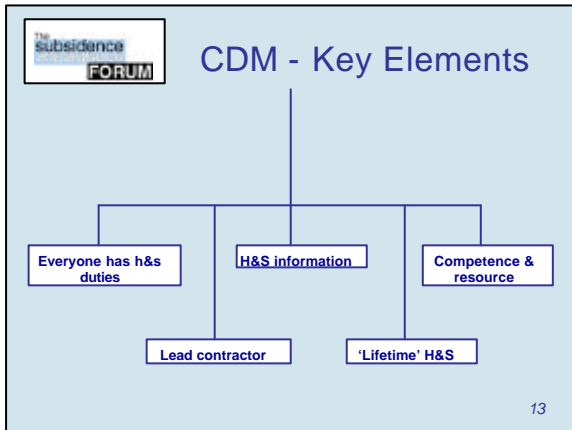 The
subsidence
FORUM
CDM - Key Elements
Everyone has h&s
duties
H&S information
Competence &
resource
Lead contractor
‘Lifetime’ H&S
13